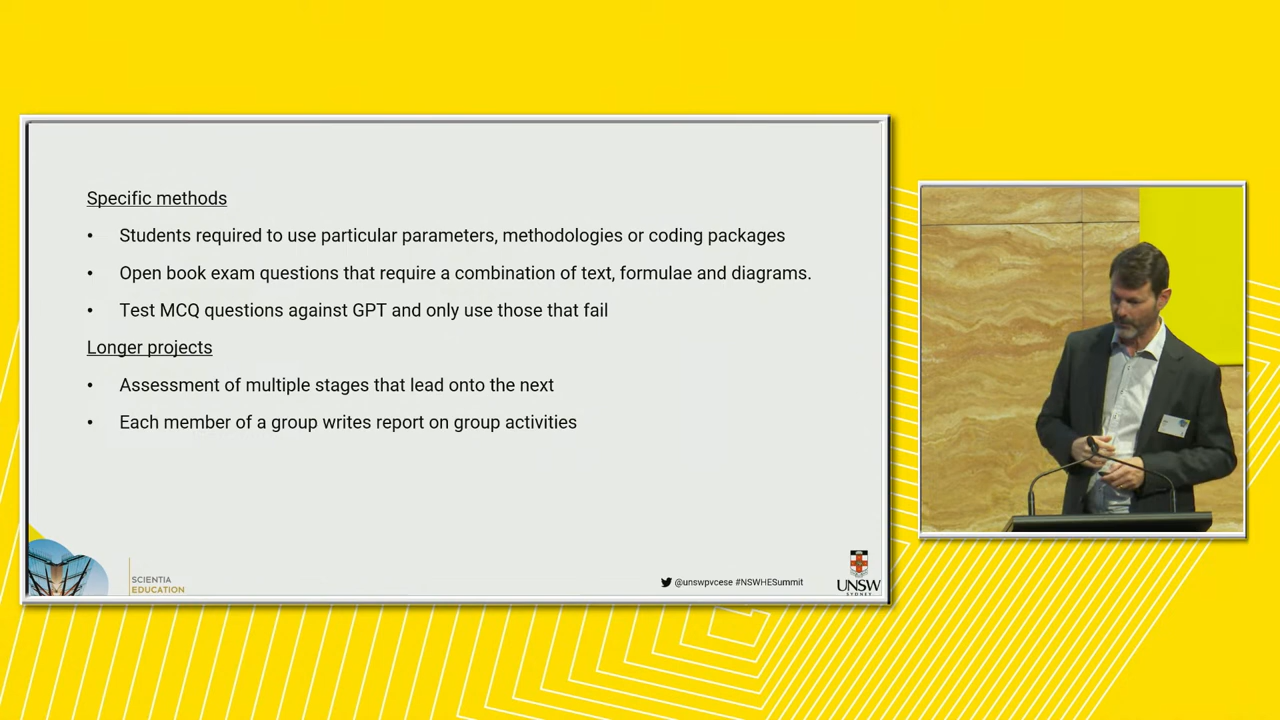 Specific methods
• Students required to use particular parameters, methodologies or coding packages
• Open book exam questions that require a combination of text, formulae and diagrams.
• Test MCQ questions against GPT and only use those that fail
Longer projects
• Assessment of multiple stages that lead onto the next
• Each member of a group writes report on group activities
SCIENTIA
EDUCATION
@unswpvcese #NSWHESummit
UNSW
SYDNEY